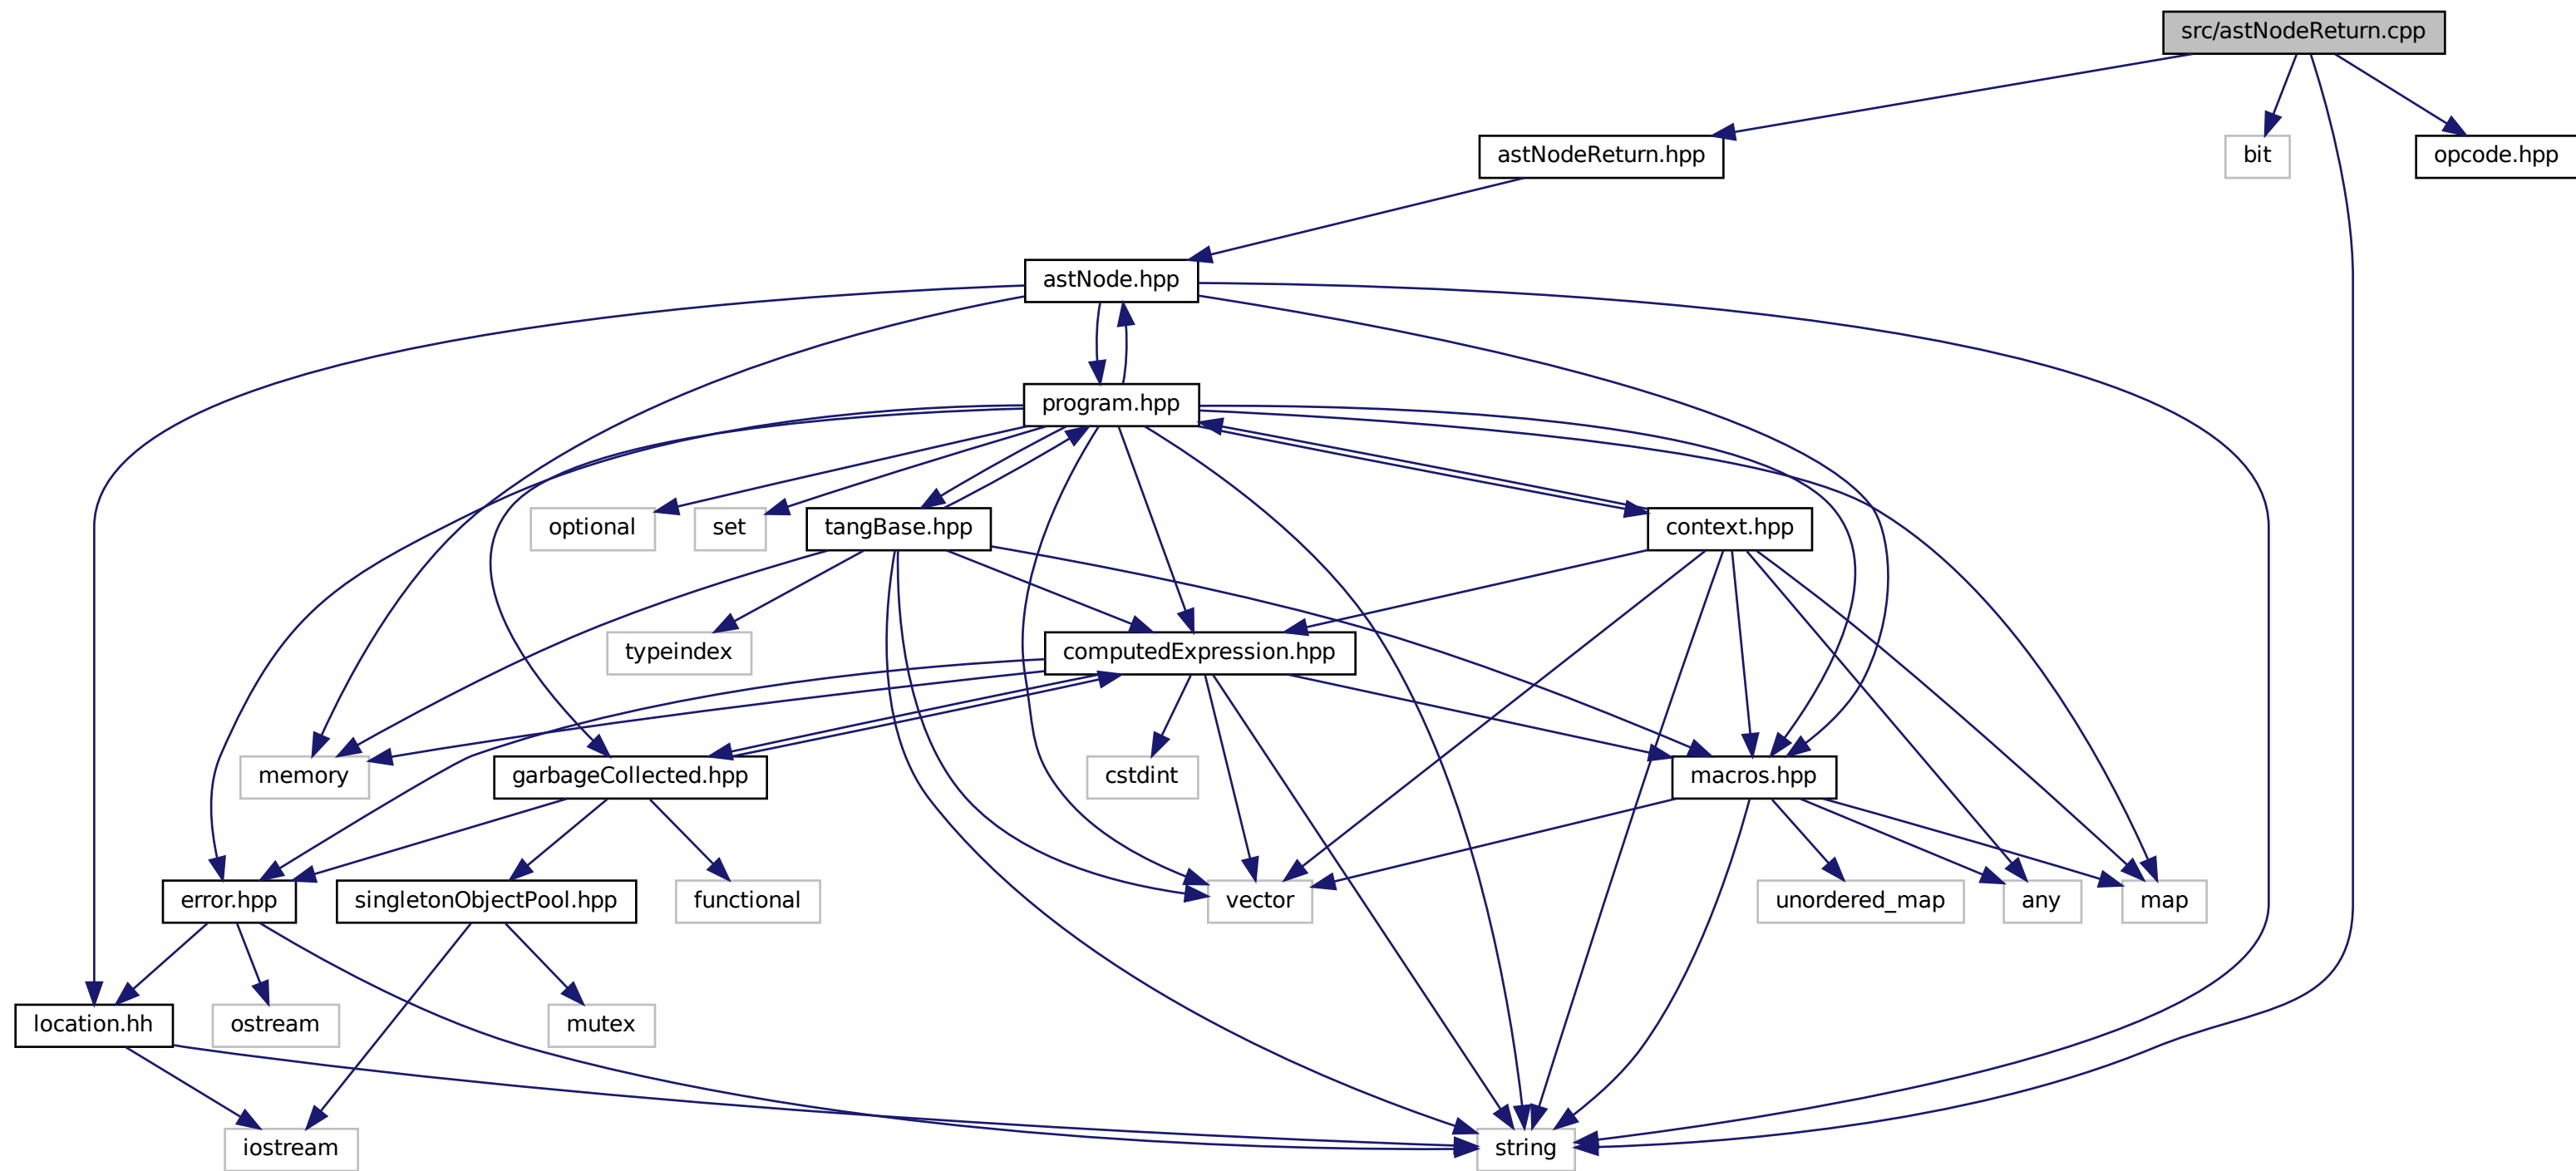 src/astNodeReturn.cpp
astNodeReturn.hpp
bit
opcode.hpp
astNode.hpp
program.hpp
optional
set
tangBase.hpp
context.hpp
typeindex
computedExpression.hpp
memory
garbageCollected.hpp
cstdint
macros.hpp
error.hpp
singletonObjectPool.hpp
functional
vector
unordered_map
any
map
location.hh
ostream
mutex
iostream
string